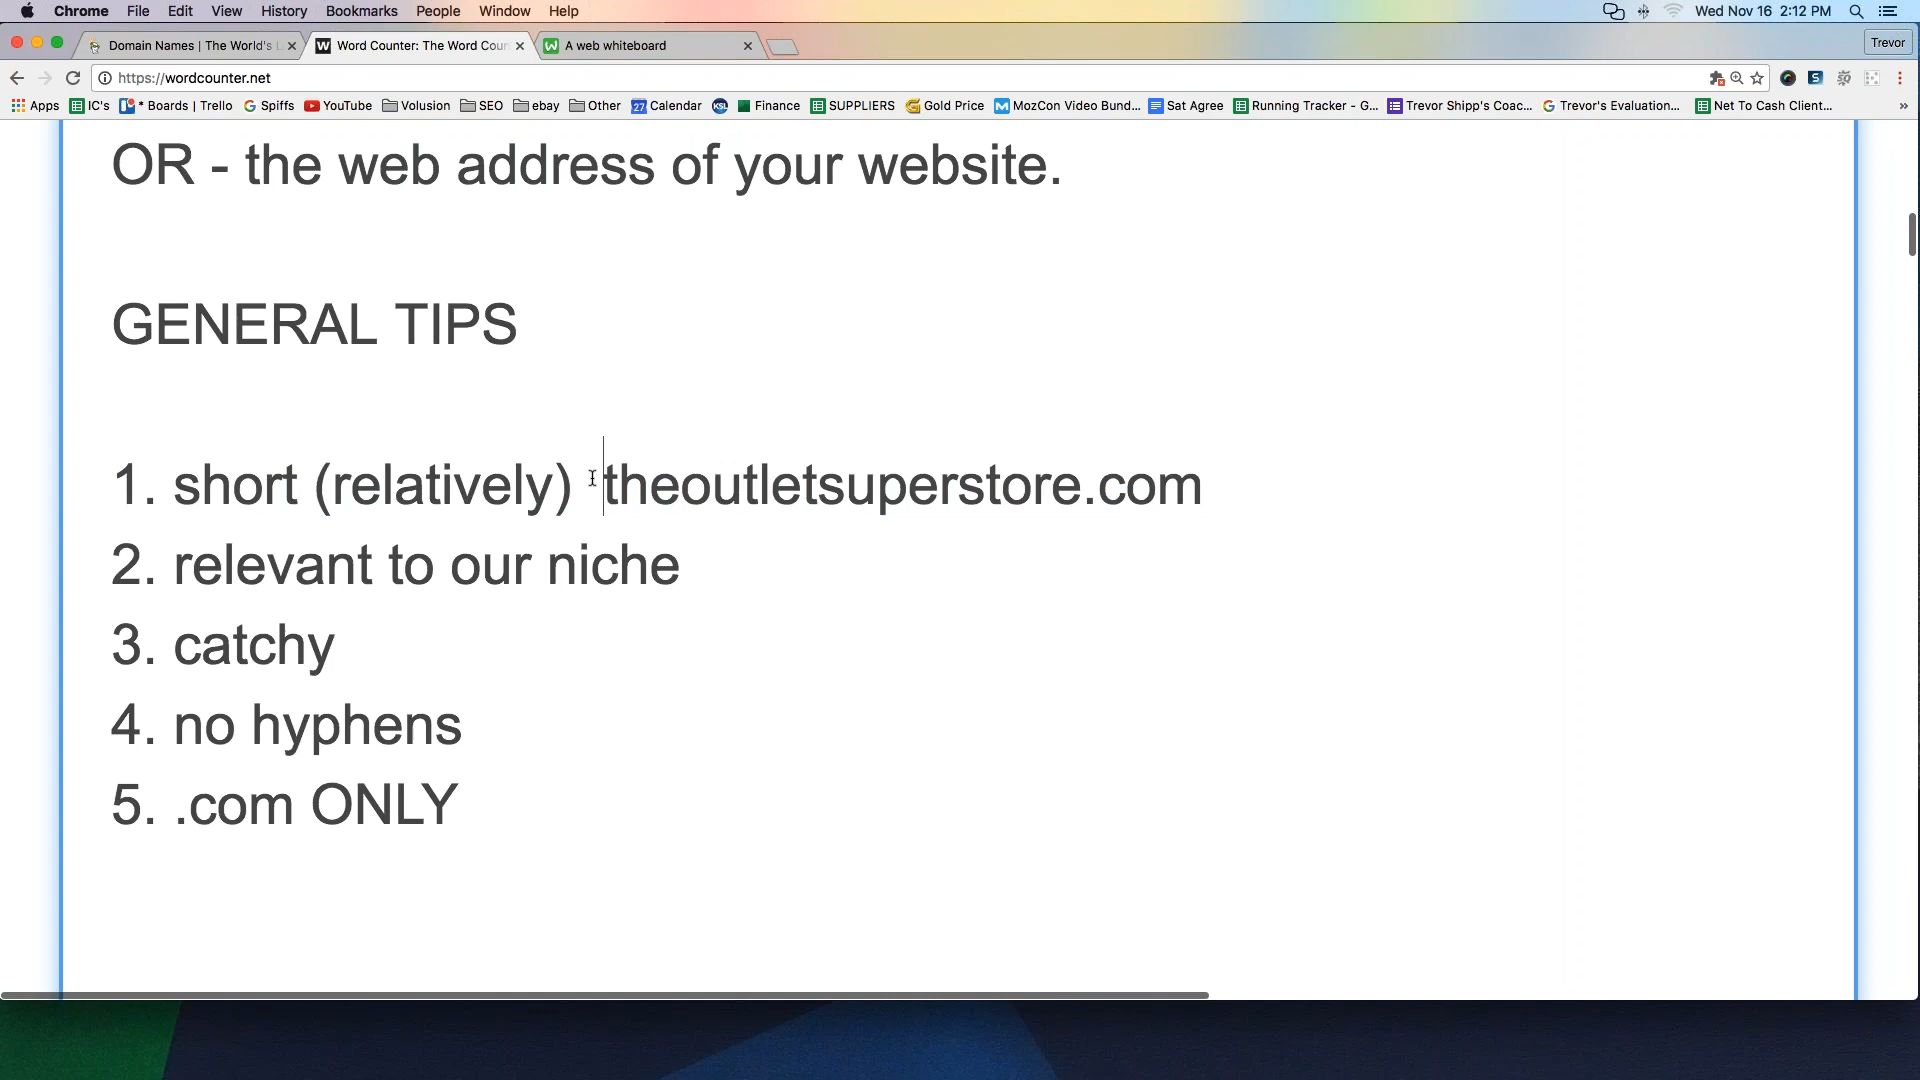 Chrome File Edit View History Bookmarks People Window Help Wed Nov 16 2:12 PM
Domain Names | The World's Word Counter: The Word Coun A web whiteboard Trevor
https://wordcounter.net
Apps IC's * Boards | Trello Spiffs YouTube Volusion SEO ebay Other Calendar KSL Finance SUPPLIERS Gold Price MozCon Video Bund... Sat Agree Running Tracker - G... Trevor Shipp's Coac... Trevor's Evaluation... Net To Cash Client... »
OR - the web address of your website.
GENERAL TIPS
1. short (relatively) theoutletsuperstore.com
2. relevant to our niche
3. catchy
4. no hyphens
5. .com ONLY